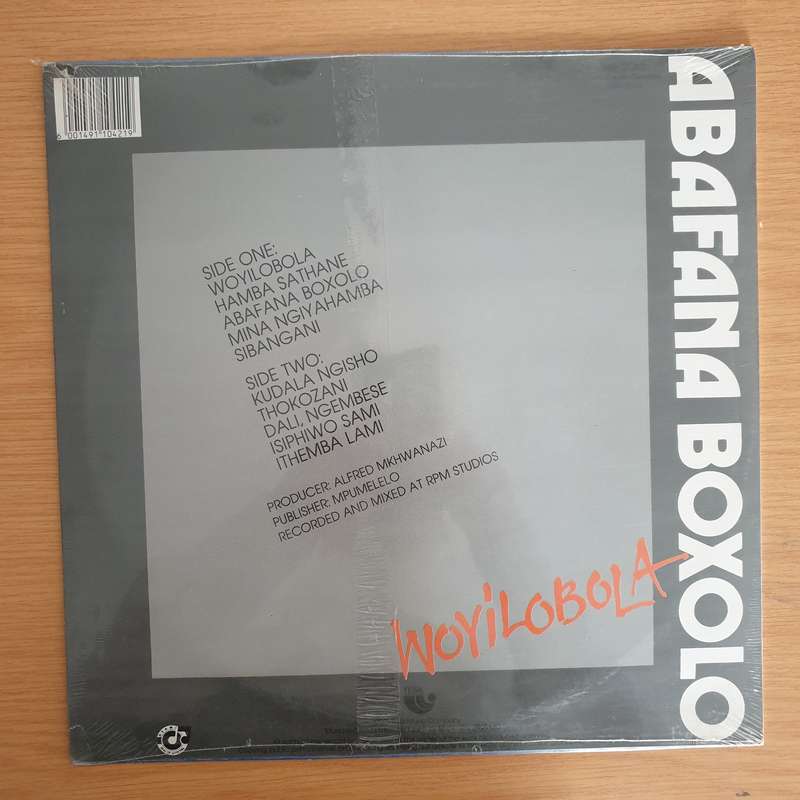 6 001491 104219
ABAFANA BOXOLO
SIDE ONE:
WOYILOBOLA
HAMBA SATHANE
ABAFANA BOXOLO
MINA NGIYAHAMBA
SIBANGANI
SIDE TWO:
KUDALA NGISHO
THOKOZANI
DALI, NGEMBESE
ISIPHIWO SAMI
ITHEMBA LAMI
PRODUCER: ALFRED MKHWANAZI
PUBLISHER: MPUMELELO
RECORDED AND MIXED AT RPM STUDIOS
WOYiLOBOLA